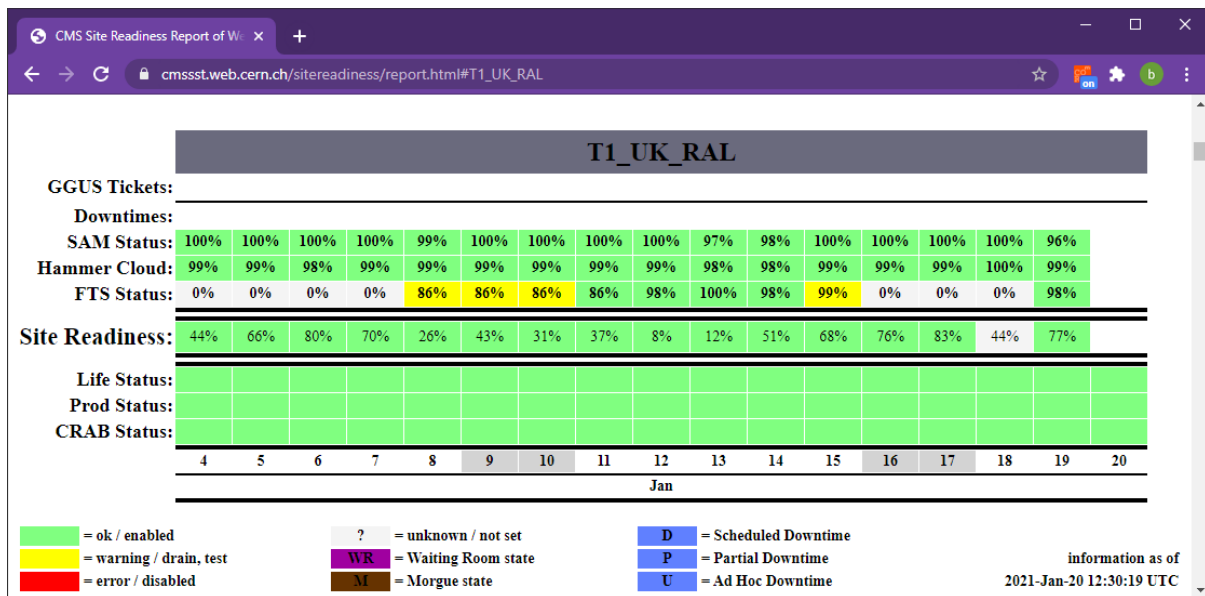 CMS Site Readiness Report of We
cmssst.web.cern.ch/sitereadiness/report.html#T1_UK_RAL
on
b
T1_UK_RAL
GGUS Tickets:
Downtimes:
SAM Status: 100% 100% 100% 100% 99% 100% 100% 100% 100% 97% 98% 100% 100% 100% 100% 96%
Hammer Cloud: 99% 99% 98% 99% 99% 99% 99% 99% 99% 98% 98% 99% 99% 99% 100% 99%
FTS Status: 0% 0% 0% 0% 86% 86% 86% 86% 98% 100% 98% 99% 0% 0% 0% 98%
Site Readiness: 44% 66% 80% 70% 26% 43% 31% 37% 8% 12% 51% 68% 76% 83% 44% 77%
Life Status:
Prod Status:
CRAB Status:
4 5 6 7 8 9 10 11 12 13 14 15 16 17 18 19 20
Jan
= ok / enabled ? = unknown / not set D = Scheduled Downtime
= warning / drain, test WR = Waiting Room state P = Partial Downtime information as of
= error / disabled M = Morgue state U = Ad Hoc Downtime 2021-Jan-20 12:30:19 UTC